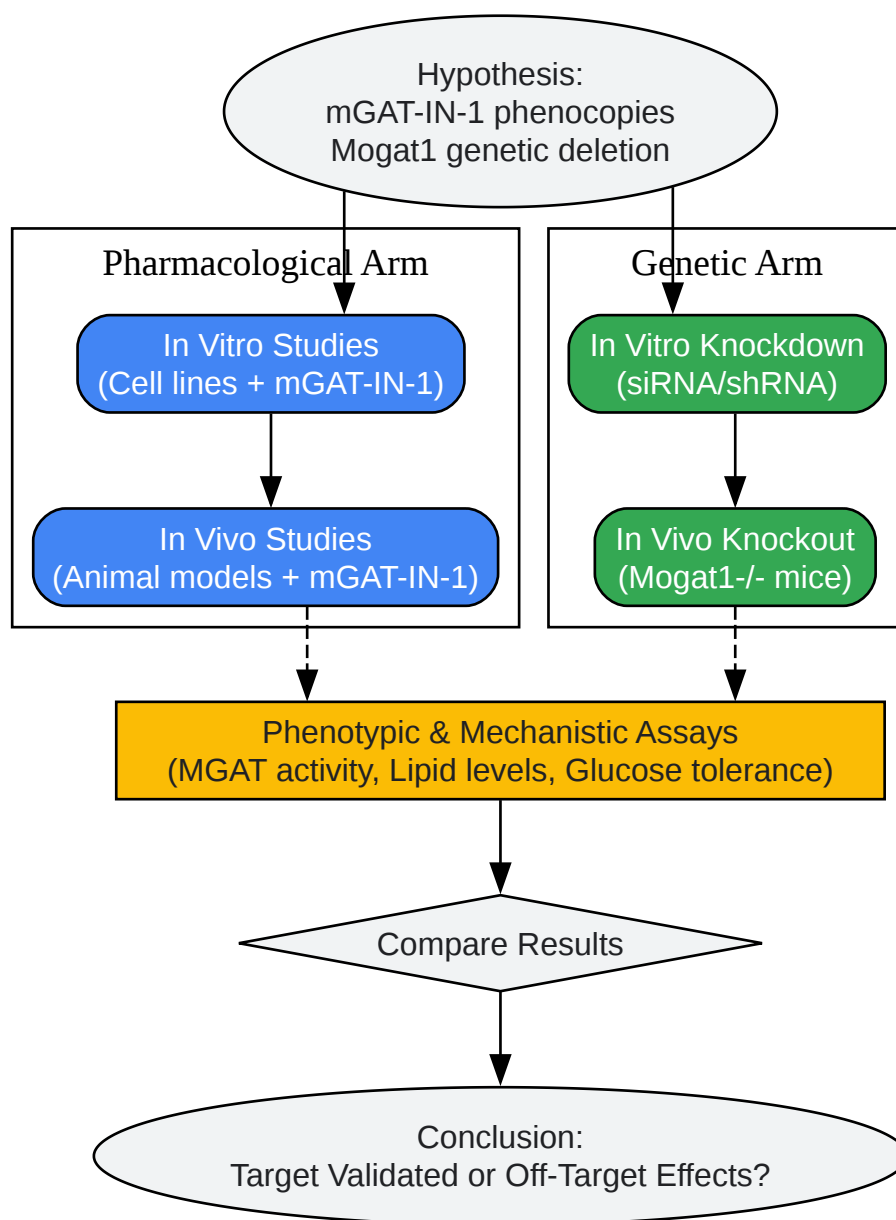 Hypothesis:
mGAT-IN-1 phenocopies
Mogat1 genetic deletion
Pharmacological Arm
Genetic Arm
In Vitro Studies
(Cell lines + mGAT-IN-1)
In Vitro Knockdown
(siRNA/shRNA)
In Vivo Studies
(Animal models + mGAT-IN-1)
In Vivo Knockout
(Mogat1-/- mice)
Phenotypic & Mechanistic Assays
(MGAT activity, Lipid levels, Glucose tolerance)
Compare Results
Conclusion:
Target Validated or Off-Target Effects?